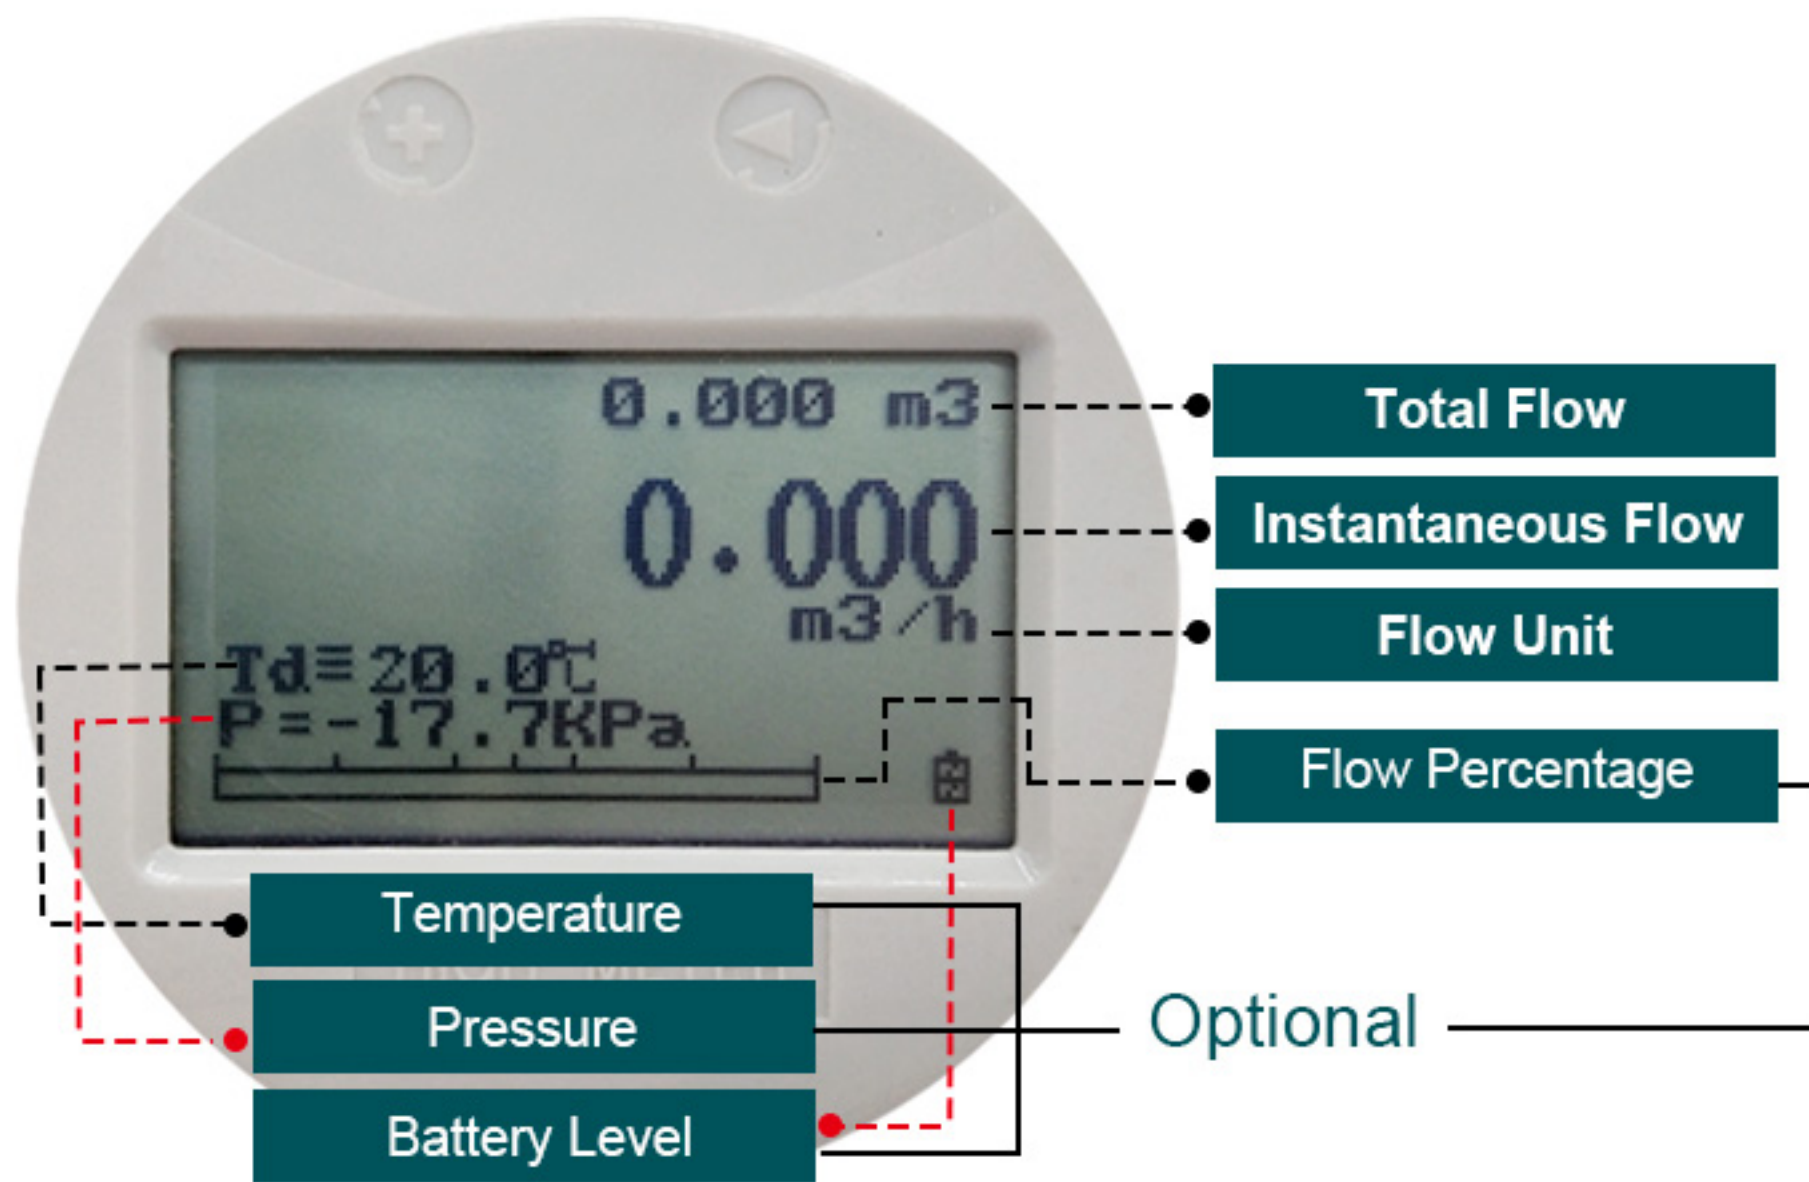 0.000 m3
Total Flow
0.000
Instantaneous Flow
m3/h
Flow Unit
Td≡20.0℃
P=-17.7KPa
Flow Percentage
Temperature
Pressure
Optional
Battery Level